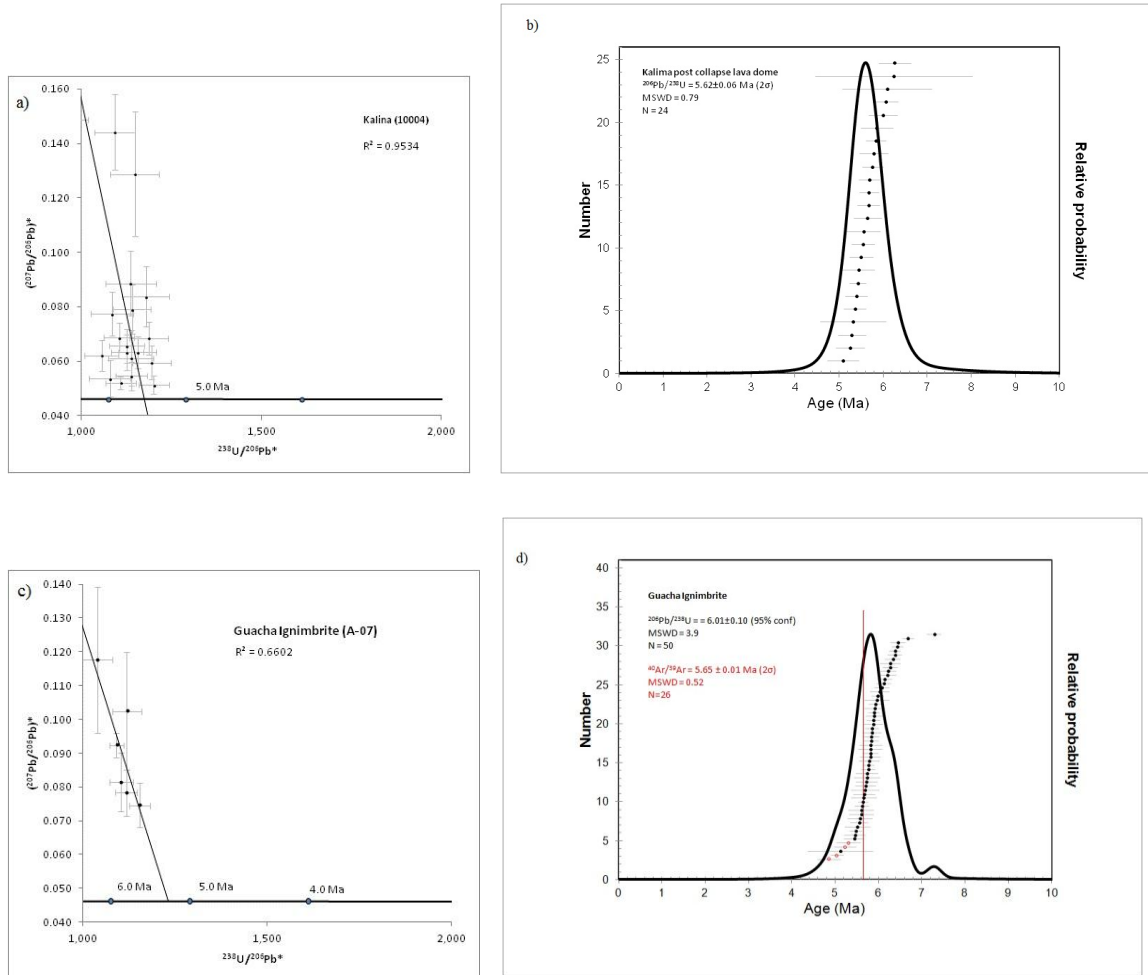 a)
Kalina (10004)
R² = 0.9534
0.160
0.140
0.120
0.100
0.080
0.060
0.040
(²⁰⁷Pb/²⁰⁶Pb)*
5.0 Ma
1,000
1,500
2,000
²³⁸U/²⁰⁶Pb*
b)
Kalima post collapse lava dome
²⁰⁶Pb/²³⁸U = 5.62±0.06 Ma (2σ)
MSWD = 0.79
N = 24
25
20
15
10
5
0
Number
Relative probability
0 1 2 3 4 5 6 7 8 9 10
Age (Ma)
c)
Guacha Ignimbrite (A-07)
R² = 0.6602
0.140
0.130
0.120
0.110
0.100
0.090
0.080
0.070
0.060
0.050
0.040
(²⁰⁷Pb/²⁰⁶Pb)*
6.0 Ma
5.0 Ma
4.0 Ma
1,000
1,500
2,000
²³⁸U/²⁰⁶Pb*
d)
Guacha Ignimbrite
²⁰⁶Pb/²³⁸U = = 6.01±0.10 (95% conf)
MSWD = 3.9
N = 50
⁴⁰Ar/³⁹Ar = 5.65 ± 0.01 Ma (2σ)
MSWD = 0.52
N=26
40
35
30
25
20
15
10
5
0
Number
Relative probability
0 1 2 3 4 5 6 7 8 9 10
Age (Ma)